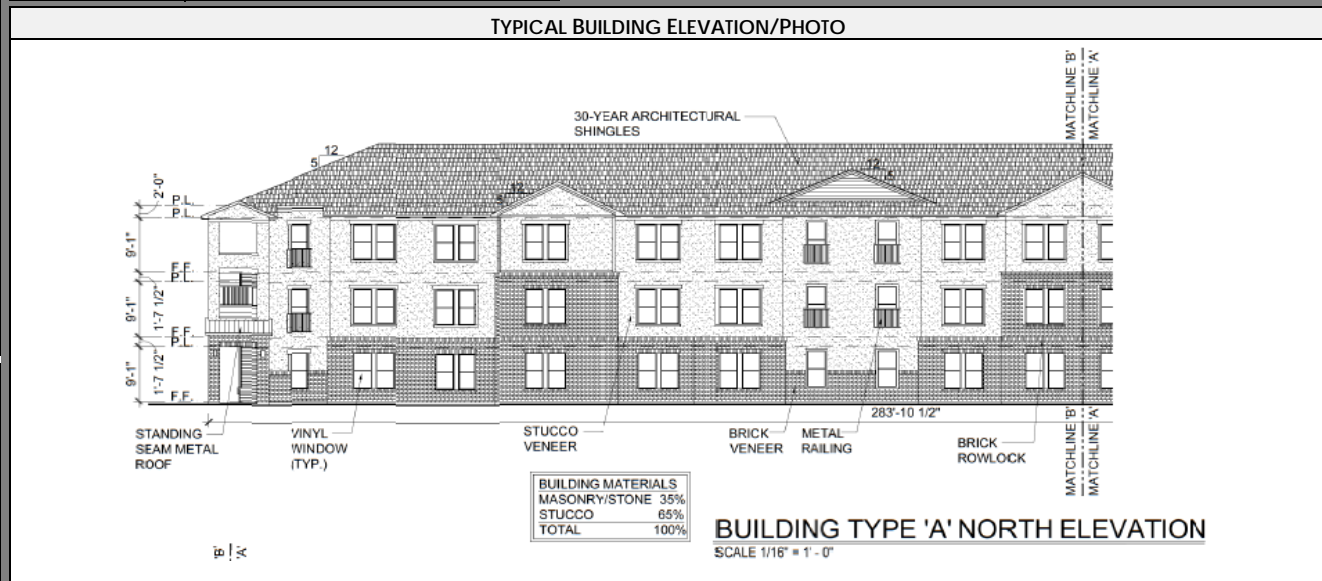 TYPICAL BUILDING ELEVATION/PHOTO
MATCHLINE 'B'
MATCHLINE 'A'
30-YEAR ARCHITECTURAL
SHINGLES
12
5
12
5
12
5
2'-0"
P.L.
P.L.
9'-1"
F.F.
P.L.
9'-1"
1'-7 1/2"
F.F.
P.L.
9'-1"
1'-7 1/2"
F.F.
283'-10 1/2"
STANDING
SEAM METAL
ROOF
VINYL
WINDOW
(TYP.)
STUCCO
VENEER
BRICK
VENEER
METAL
RAILING
BRICK
ROWLOCK
MATCHLINE 'B'
MATCHLINE 'A'
BUILDING MATERIALS
MASONRY/STONE 35%
STUCCO 65%
TOTAL 100%
BUILDING TYPE 'A' NORTH ELEVATION
SCALE 1/16" = 1' - 0"
'B' 'A'